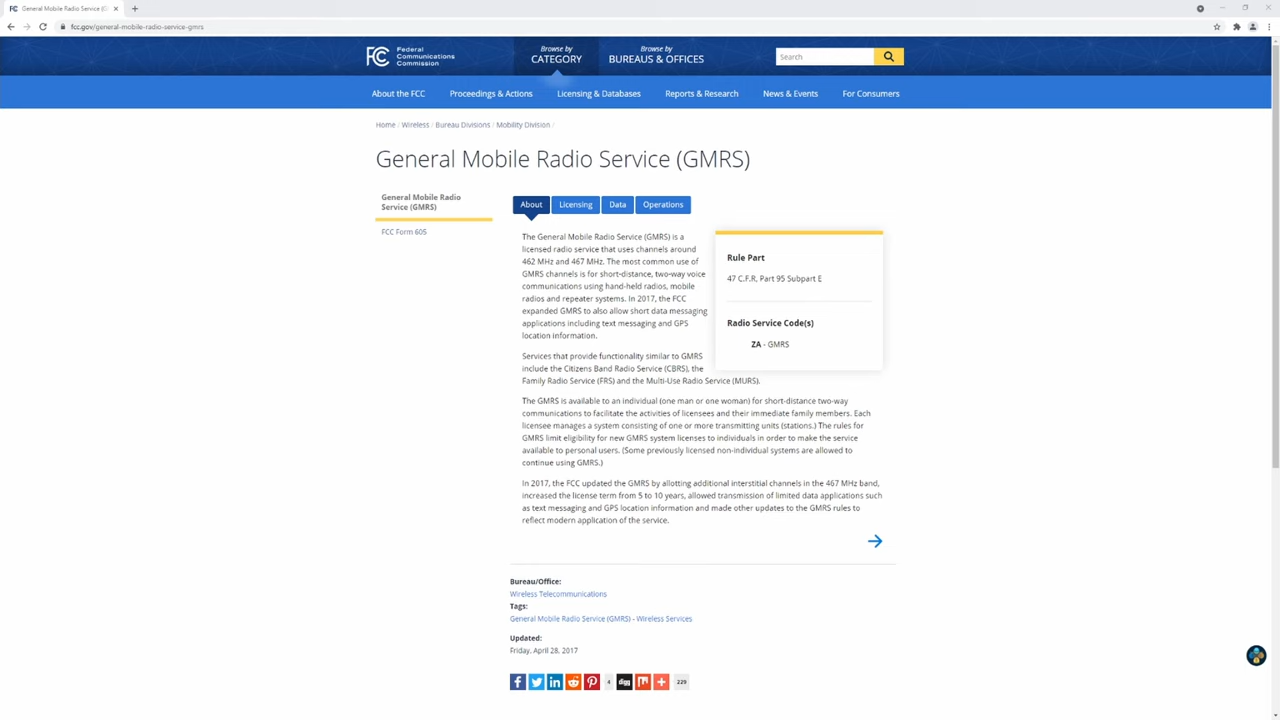 General Mobile Radio Service (GMRS)
fcc.gov/general-mobile-radio-service-gmrs
FCC
Federal
Communications
Commission
Browse by
CATEGORY
Browse by
BUREAUS & OFFICES
Search
About the FCC
Proceedings & Actions
Licensing & Databases
Reports & Research
News & Events
For Consumers
Home / Wireless / Bureau Divisions / Mobility Division /
General Mobile Radio Service (GMRS)
General Mobile Radio
Service (GMRS)
FCC Form 605
About
Licensing
Data
Operations
The General Mobile Radio Service (GMRS) is a
licensed radio service that uses channels around
462 MHz and 467 MHz. The most common use of
GMRS channels is for short-distance, two-way voice
communications using hand-held radios, mobile
radios and repeater systems. In 2017, the FCC
expanded GMRS to also allow short data messaging
applications including text messaging and GPS
location information.
Services that provide functionality similar to GMRS
include the Citizens Band Radio Service (CBRS), the
Family Radio Service (FRS) and the Multi-Use Radio Service (MURS).
The GMRS is available to an individual (one man or one woman) for short-distance two-way
communications to facilitate the activities of licensees and their immediate family members. Each
licensee manages a system consisting of one or more transmitting units (stations.) The rules for
GMRS limit eligibility for new GMRS system licenses to individuals in order to make the service
available to personal users. (Some previously licensed non-individual systems are allowed to
continue using GMRS.)
In 2017, the FCC updated the GMRS by allotting additional interstitial channels in the 467 MHz band,
increased the license term from 5 to 10 years, allowed transmission of limited data applications such
as text messaging and GPS location information and made other updates to the GMRS rules to
reflect modern application of the service.
Rule Part
47 C.F.R, Part 95 Subpart E
Radio Service Code(s)
ZA - GMRS
Bureau/Office:
Wireless Telecommunications
Tags:
General Mobile Radio Service (GMRS) - Wireless Services
Updated:
Friday, April 28, 2017
4
digg
229